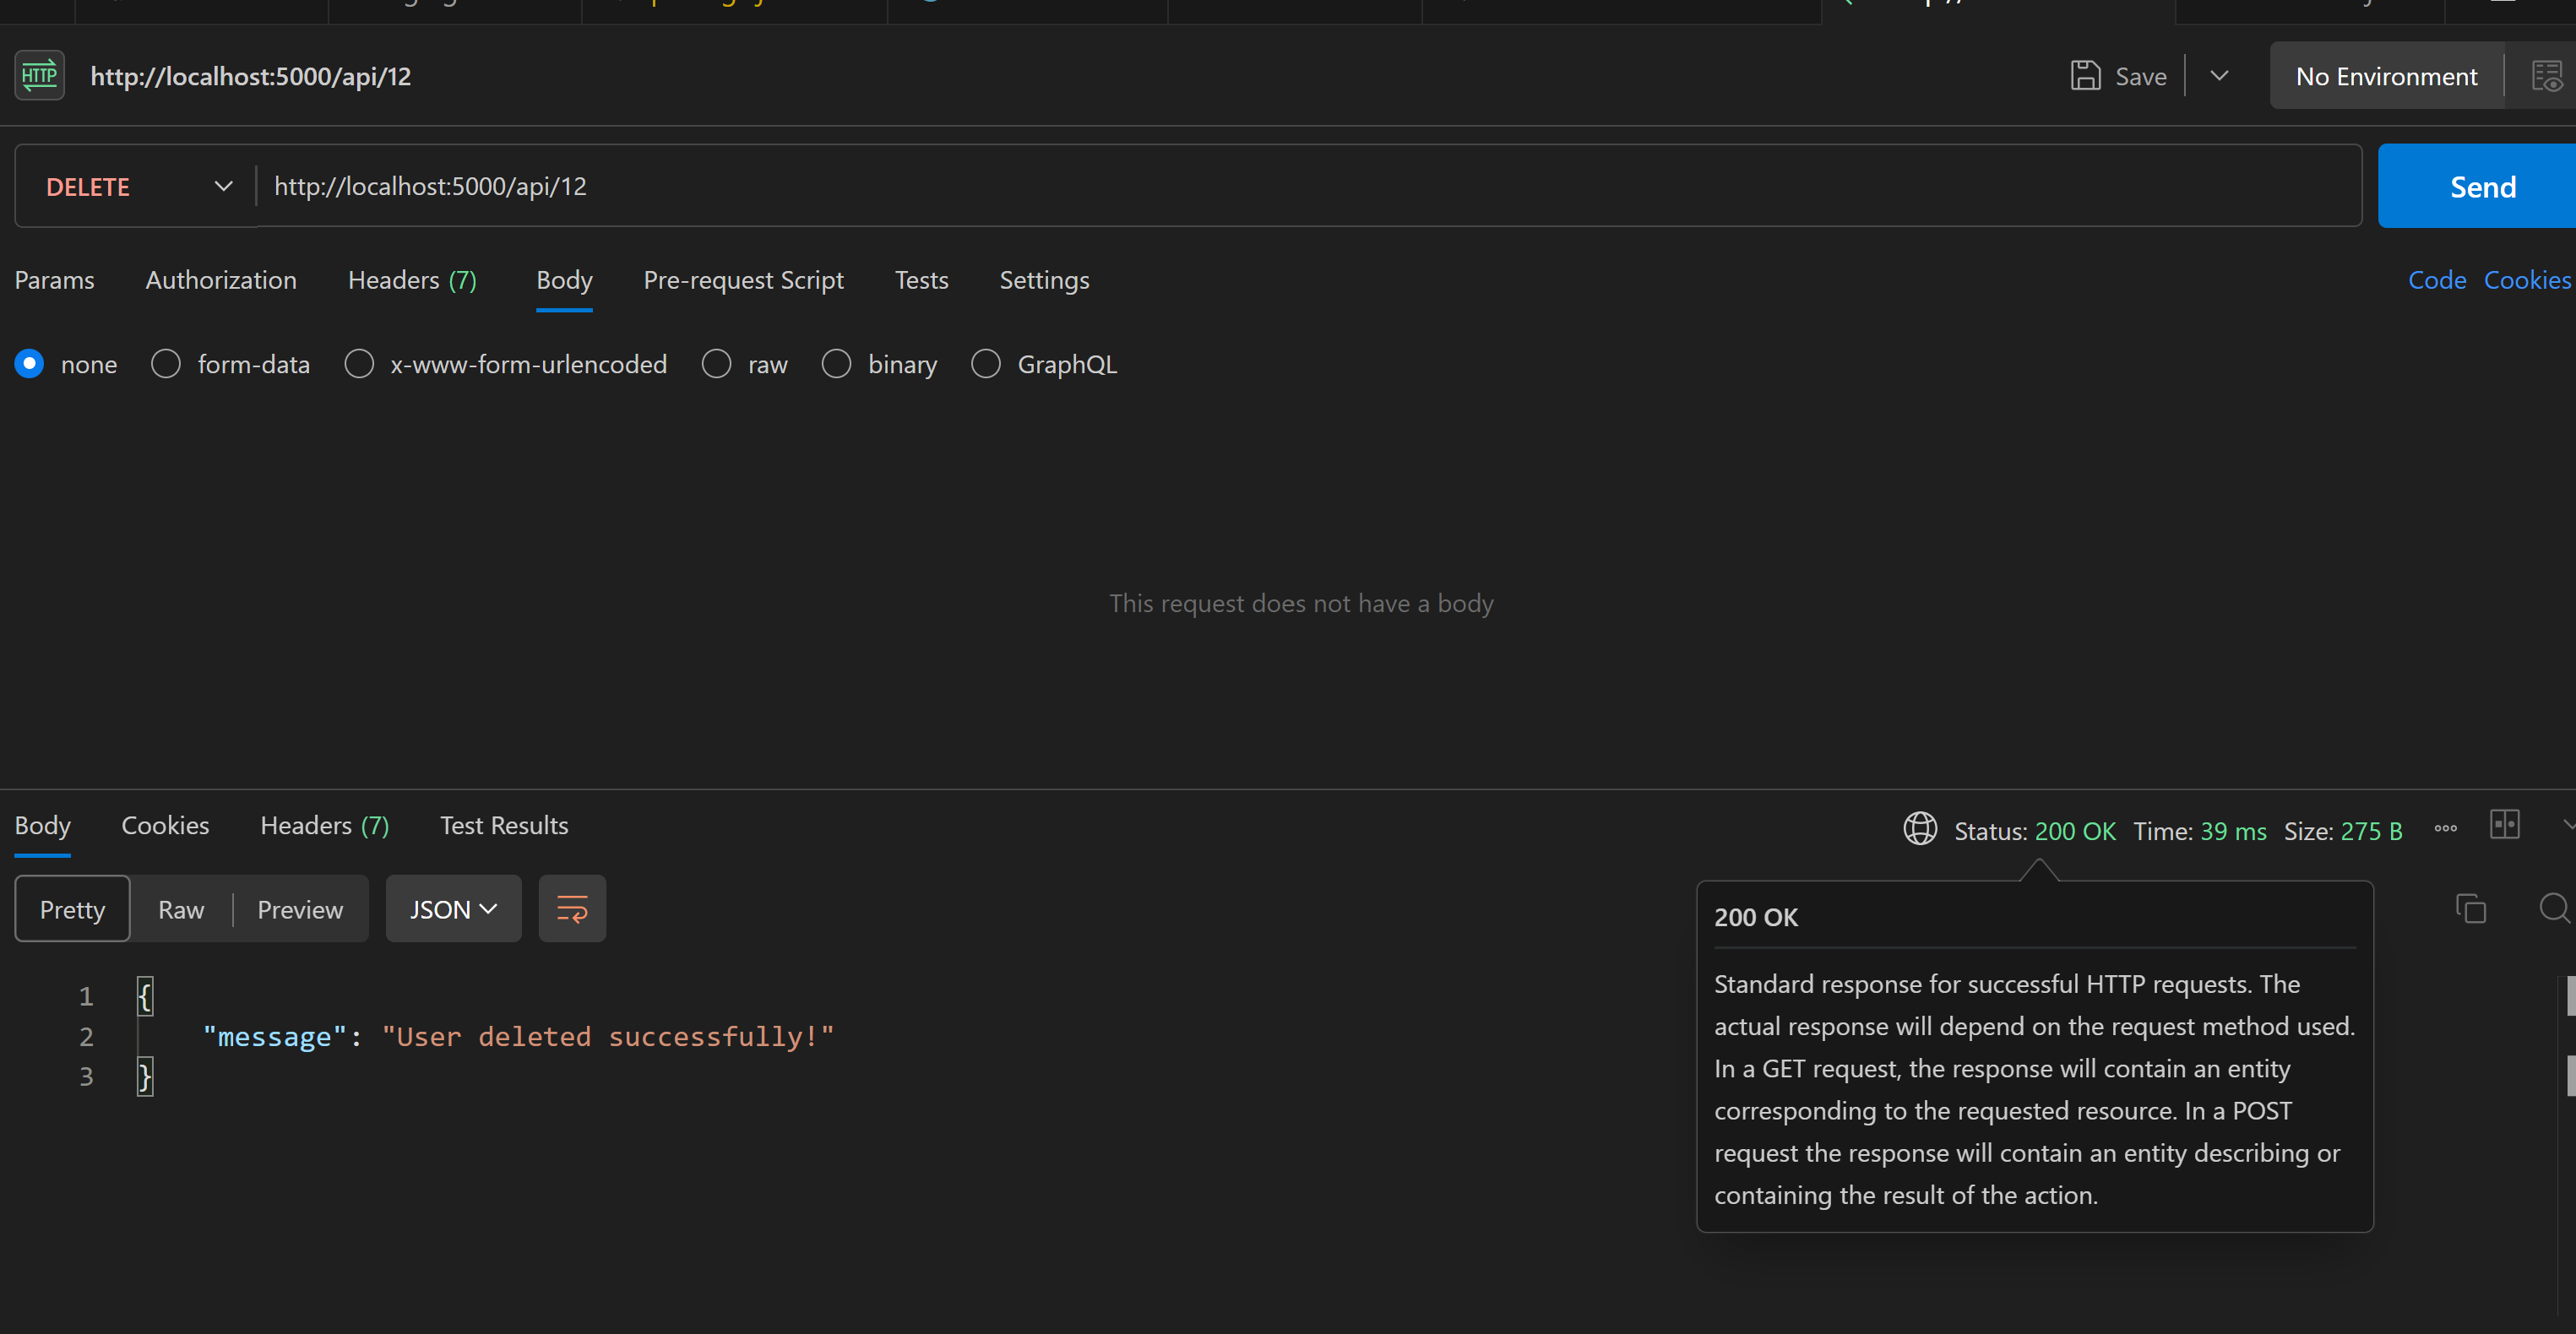 HTTP http://localhost:5000/api/12 Save No Environment
DELETE http://localhost:5000/api/12 Send
Params Authorization Headers (7) Body Pre-request Script Tests Settings Code Cookies
none form-data x-www-form-urlencoded raw binary GraphQL
This request does not have a body
Body Cookies Headers (7) Test Results Status: 200 OK Time: 39 ms Size: 275 B
Pretty Raw Preview JSON
200 OK
Standard response for successful HTTP requests. The
actual response will depend on the request method used.
In a GET request, the response will contain an entity
corresponding to the requested resource. In a POST
request the response will contain an entity describing or
containing the result of the action.
1 {
2 "message": "User deleted successfully!"
3 }